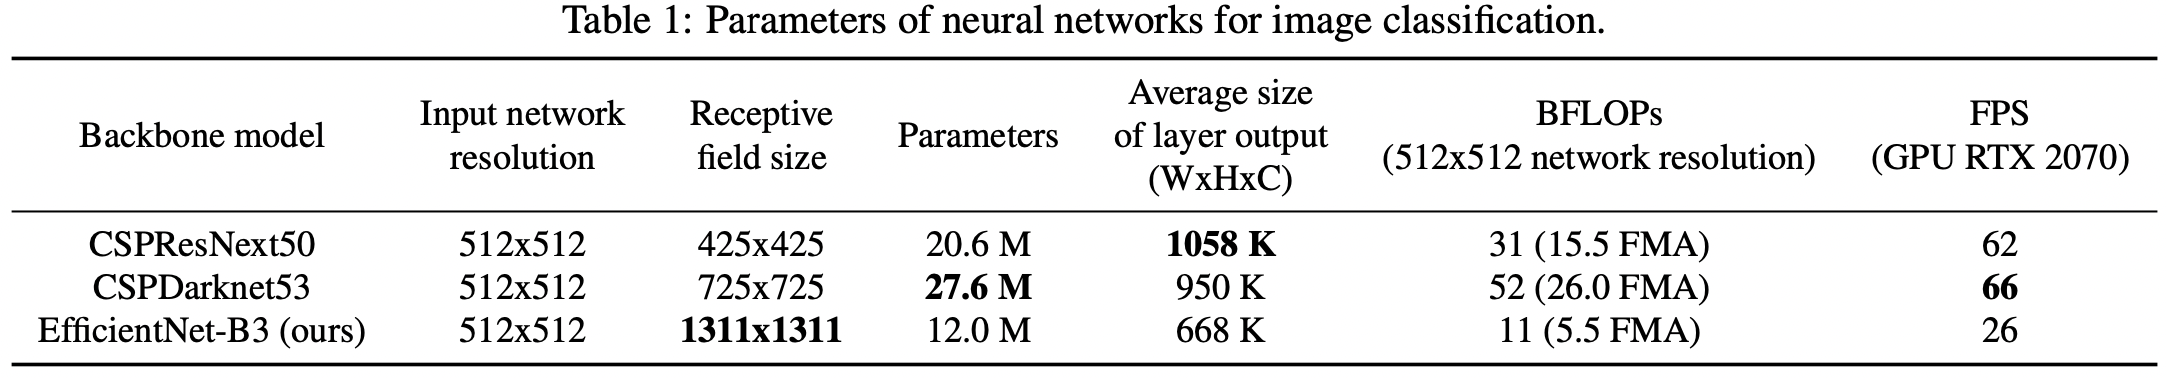 Table 1: Parameters of neural networks for image classification.
Backbone model Input network resolution Receptive field size Parameters Average size of layer output (WxHxC) BFLOPs (512x512 network resolution) FPS (GPU RTX 2070)
CSPResNext50 512x512 425x425 20.6 M 1058 K 31 (15.5 FMA) 62
CSPDarknet53 512x512 725x725 27.6 M 950 K 52 (26.0 FMA) 66
EfficientNet-B3 (ours) 512x512 1311x1311 12.0 M 668 K 11 (5.5 FMA) 26